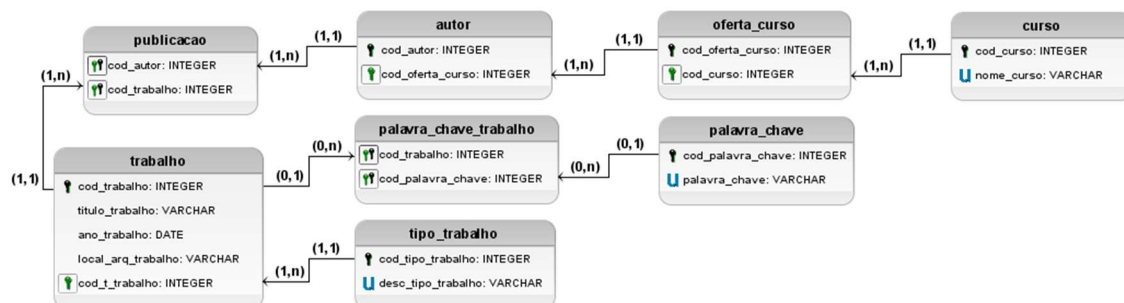 publicacao
cod_autor: INTEGER
cod_trabalho: INTEGER
(1,n)
(1,1)
autor
cod_autor: INTEGER
cod_oferta_curso: INTEGER
(1,n)
(1,1)
oferta_curso
cod_oferta_curso: INTEGER
cod_curso: INTEGER
(1,n)
(1,1)
curso
cod_curso: INTEGER
nome_curso: VARCHAR
(1,n)
(1,1)
trabalho
cod_trabalho: INTEGER
titulo_trabalho: VARCHAR
ano_trabalho: DATE
local_arq_trabalho: VARCHAR
cod_t_trabalho: INTEGER
(0,1)
(0,n)
palavra_chave_trabalho
cod_trabalho: INTEGER
cod_palavra_chave: INTEGER
(0,n)
(0,1)
palavra_chave
cod_palavra_chave: INTEGER
palavra_chave: VARCHAR
(1,n)
(1,1)
tipo_trabalho
cod_tipo_trabalho: INTEGER
desc_tipo_trabalho: VARCHAR